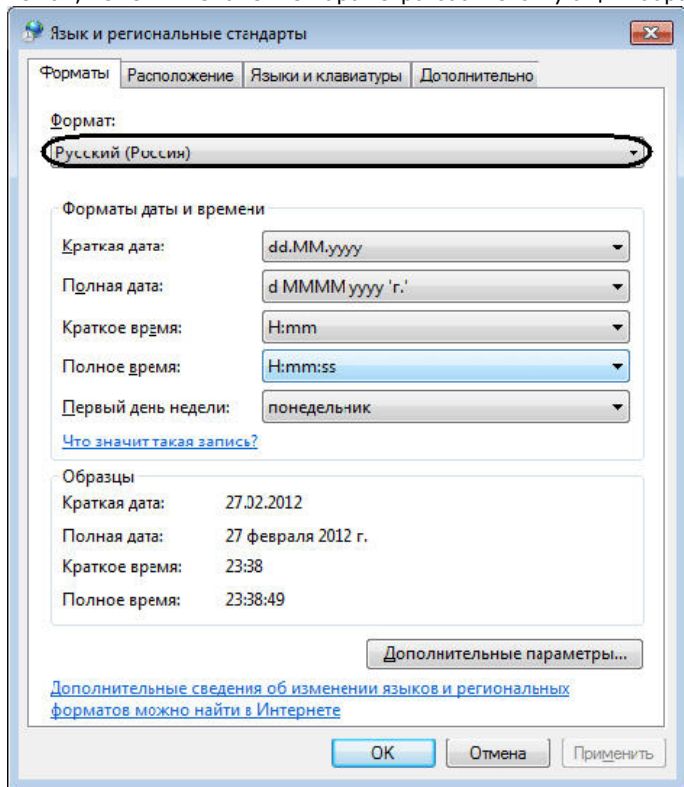 Язык и региональные стандарты
Форматы Расположение Языки и клавиатуры Дополнительно
Формат:
Русский (Россия)
Форматы даты и времени
Краткая дата: dd.MM.yyyy
Полная дата: d MMMM yyyy 'г.'
Краткое время: H:mm
Полное время: H:mm:ss
Первый день недели: понедельник
Что значит такая запись?
Образцы
Краткая дата: 27.02.2012
Полная дата: 27 февраля 2012 г.
Краткое время: 23:38
Полное время: 23:38:49
Дополнительные параметры...
Дополнительные сведения об изменении языков и региональных
форматов можно найти в Интернете
OK Отмена Применить